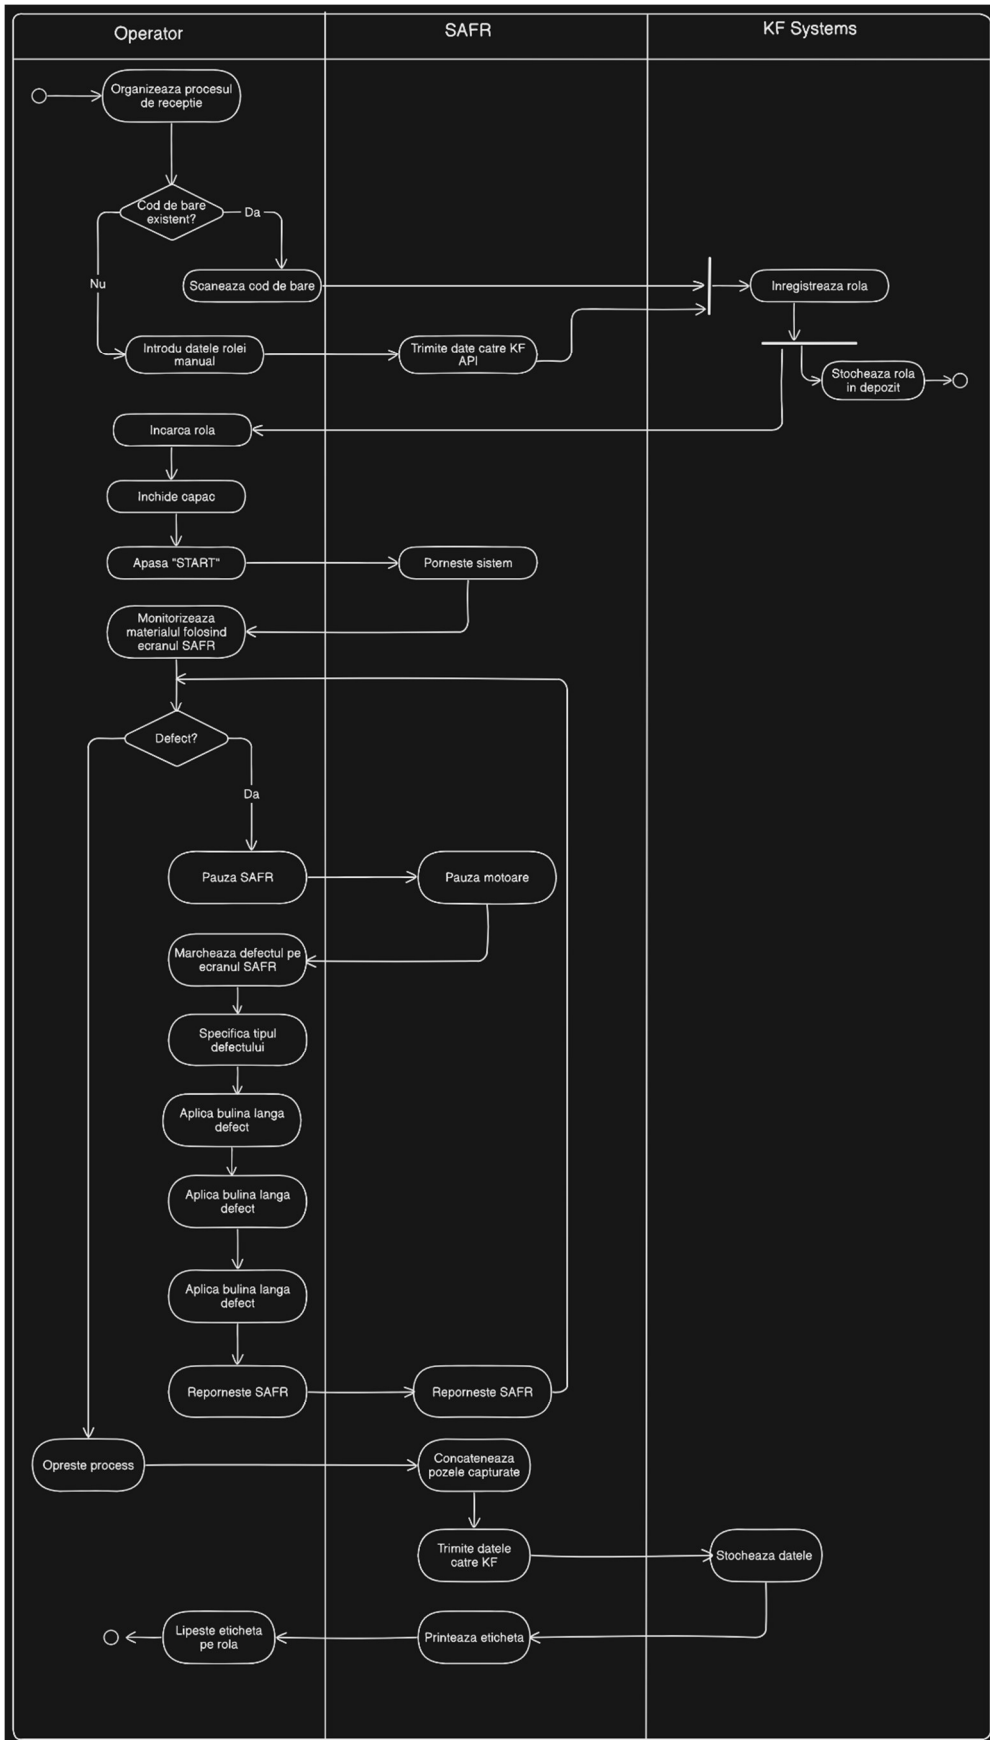 Operator
SAFR
KF Systems
Organizeaza procesul
de receptie
Cod de bare
existent?
Da
Nu
Scaneaza cod de bare
Inregistreaza rola
Introdu datele rolei
manual
Trimite date catre KF
API
Stocheaza rola
in depozit
Incarca rola
Inchide capac
Apasa "START"
Porneste sistem
Monitorizeaza
materialul folosind
ecranul SAFR
Defect?
Da
Pauza SAFR
Pauza motoare
Marcheaza defectul pe
ecranul SAFR
Specifica tipul
defectului
Aplica bulina langa
defect
Aplica bulina langa
defect
Aplica bulina langa
defect
Reporneste SAFR
Reporneste SAFR
Opreste process
Concateneaza
pozele capturate
Trimite datele
catre KF
Stocheaza datele
Lipeste eticheta
pe rola
Printeaza eticheta